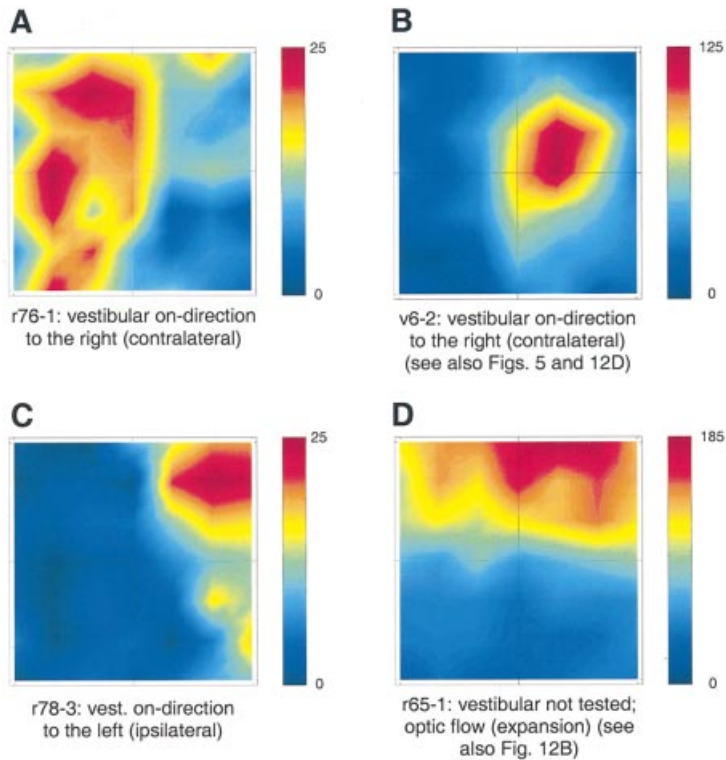 A
25
0
r76-1: vestibular on-direction
to the right (contralateral)
B
125
0
v6-2: vestibular on-direction
to the right (contralateral)
(see also Figs. 5 and 12D)
C
25
0
r78-3: vest. on-direction
to the left (ipsilateral)
D
185
0
r65-1: vestibular not tested;
optic flow (expansion) (see
also Fig. 12B)